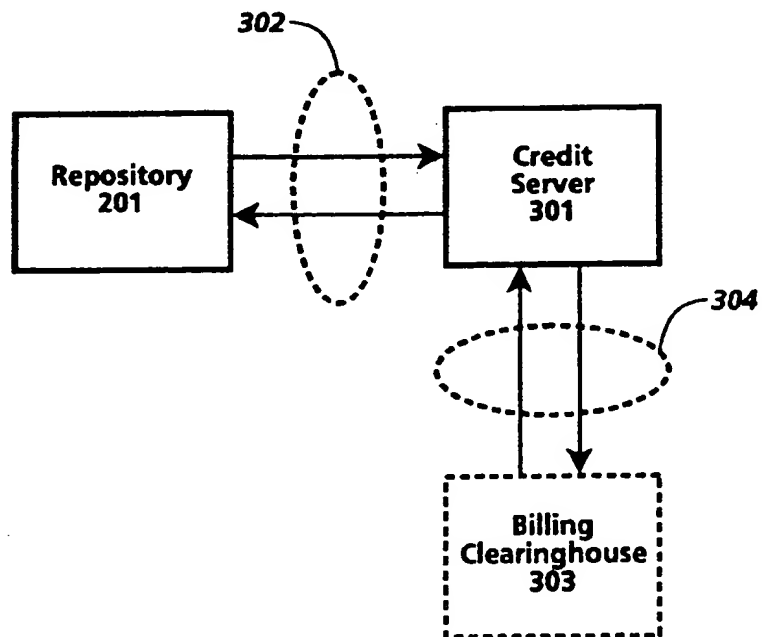 302
Repository
201
Credit
Server
301
304
Billing
Clearinghouse
303